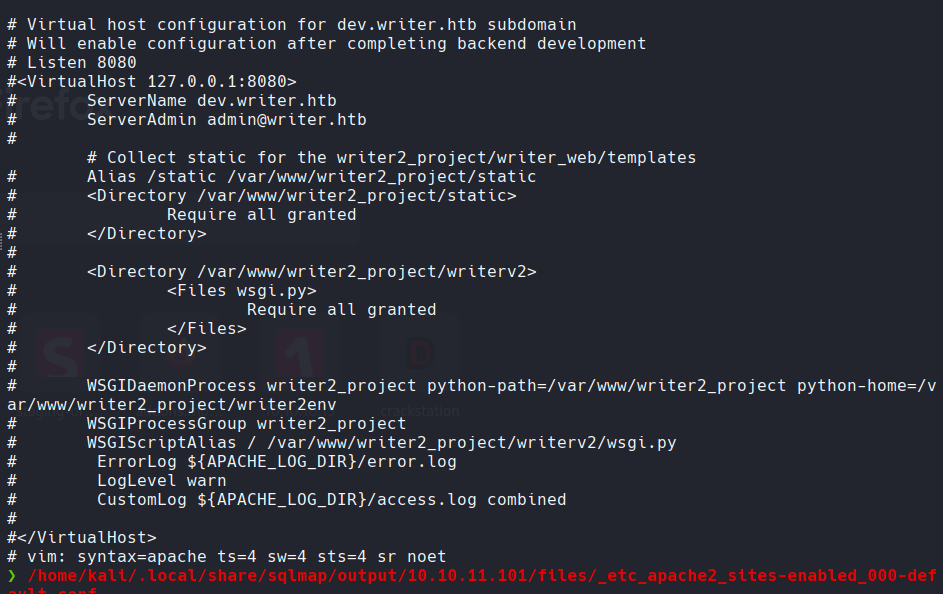 # Virtual host configuration for dev.writer.htb subdomain
# Will enable configuration after completing backend development
# Listen 8080
#<VirtualHost 127.0.0.1:8080>
#       ServerName dev.writer.htb
#       ServerAdmin admin@writer.htb
#
        # Collect static for the writer2_project/writer_web/templates
#       Alias /static /var/www/writer2_project/static
#       <Directory /var/www/writer2_project/static>
#               Require all granted
#       </Directory>
#
#       <Directory /var/www/writer2_project/writerv2>
#               <Files wsgi.py>
#                       Require all granted
#               </Files>
#       </Directory>
#
#       WSGIDaemonProcess writer2_project python-path=/var/www/writer2_project python-home=/v
ar/www/writer2_project/writer2env
crackstation
#       WSGIProcessGroup writer2_project
#       WSGIScriptAlias / /var/www/writer2_project/writerv2/wsgi.py
#        ErrorLog ${APACHE_LOG_DIR}/error.log
#        LogLevel warn
#        CustomLog ${APACHE_LOG_DIR}/access.log combined
#
#</VirtualHost>
# vim: syntax=apache ts=4 sw=4 sts=4 sr noet
❯ /home/kali/.local/share/sqlmap/output/10.10.11.101/files/_etc_apache2_sites-enabled_000-def
ault.conf